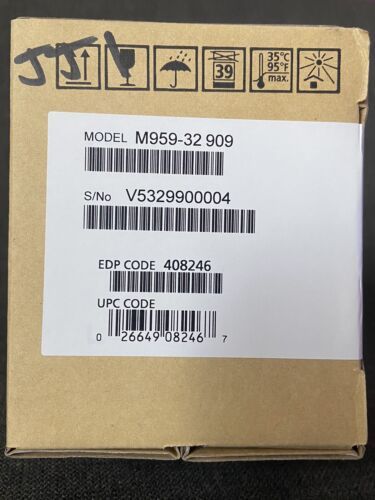 JJ1
39
35°C
95°F
max.
MODEL M959-32 909
S/No V5329900004
EDP CODE 408246
UPC CODE
0 26649 08246 7